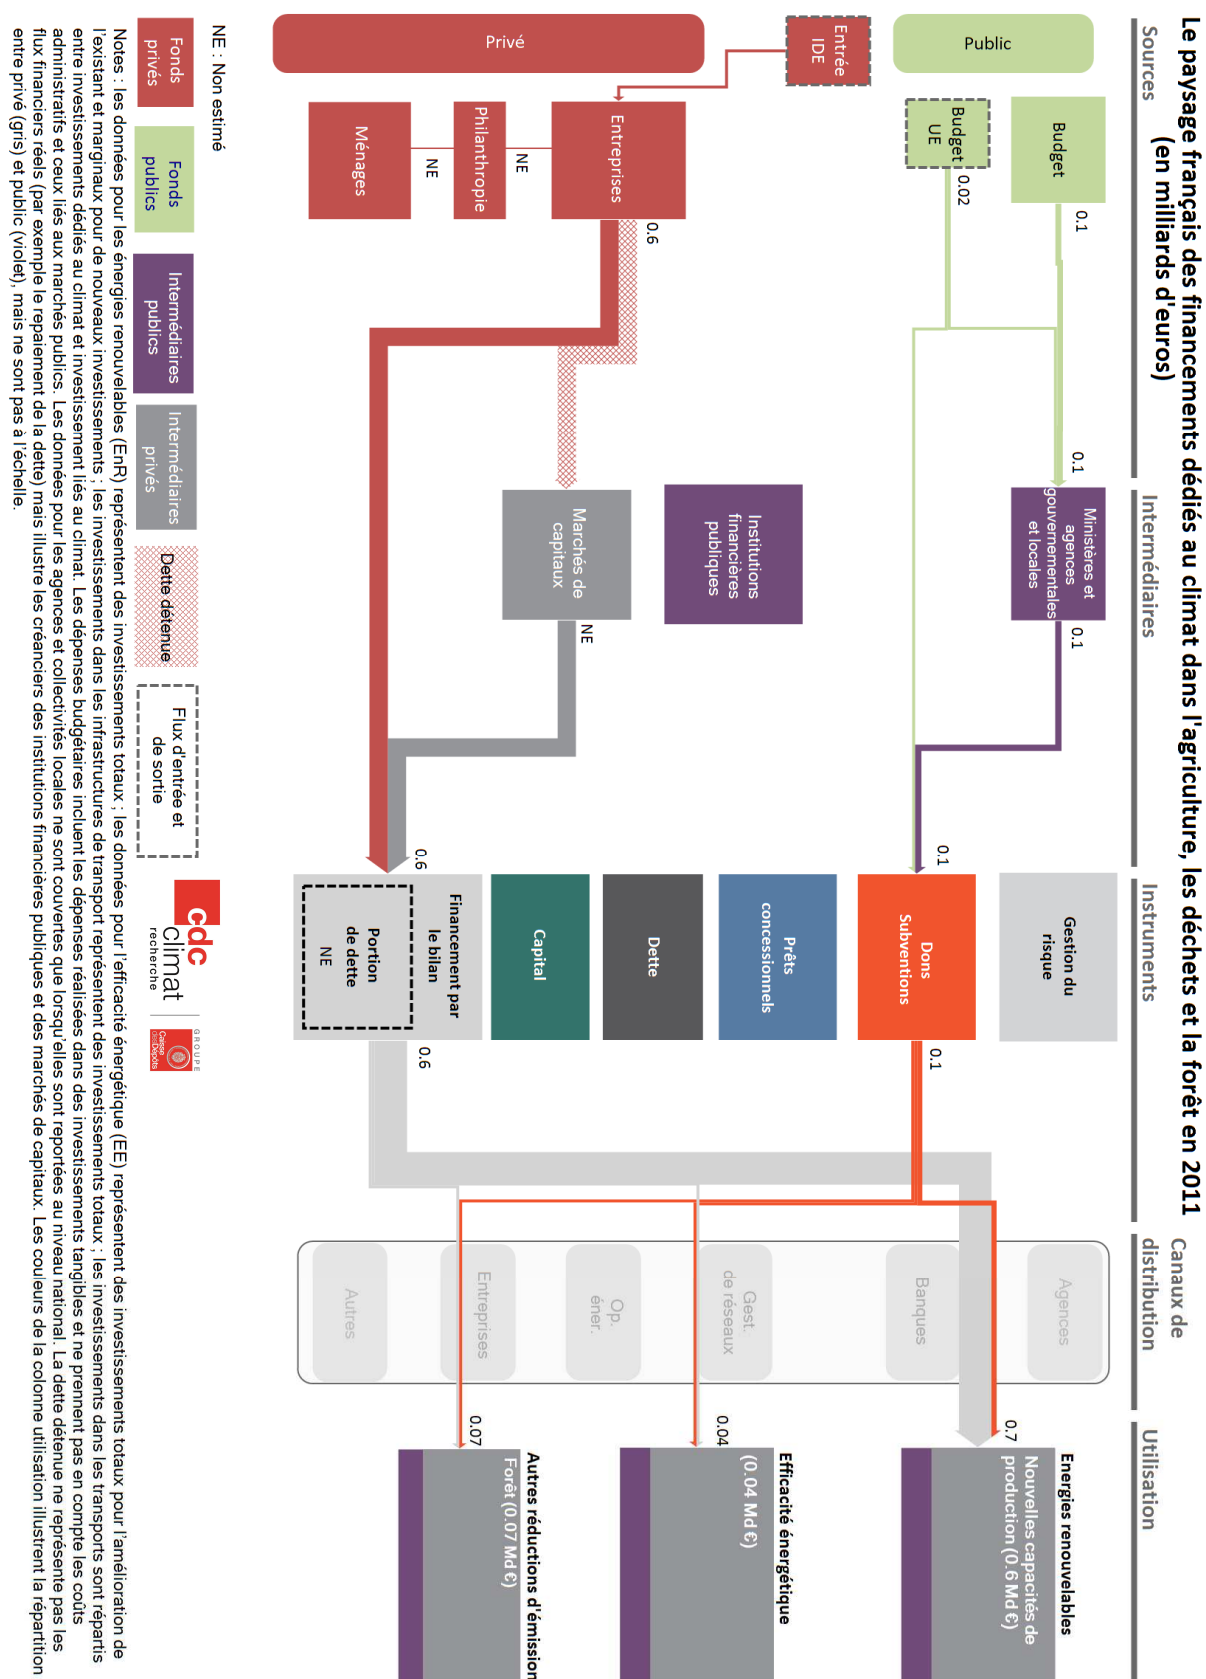 Le paysage français des financements dédiés au climat dans l'agriculture, les déchets et la forêt en 2011
(en milliards d'euros)
Sources
Intermédiaires
Instruments
Canaux de
distribution
Utilisation
Public
Budget
0.1
Budget
UE
0.02
Entrée
IDE
Privé
Entreprises
0.6
NE
Philanthropie
NE
Ménages
0.1
Ministères et
agences
gouvernementales
et locales
0.1
Institutions
financières
publiques
Marchés de
capitaux
NE
Gestion du
risque
0.1
Dons
Subventions
0.1
Prêts
concessionnels
Dette
Capital
0.6
Financement par
le bilan
Portion
de dette
NE
0.6
Agences
Banques
Gest.
de réseaux
Op.
éner.
Entreprises
Autres
0.7
Energies renouvelables
Nouvelles capacités de
production (0.6 Md €)
0.04
Efficacité énergétique
(0.04 Md €)
0.07
Autres réductions d'émission
Forêt (0.07 Md €)
NE : Non estimé
Fonds
privés
Fonds
publics
Intermédiaires
publics
Intermédiaires
privés
Dette détenue
Flux d'entrée et
de sortie
cdc
climat
recherche
GROUPE
Caisse
des Dépôts
Notes : les données pour les énergies renouvelables (EnR) représentent des investissements totaux ; les données pour l'efficacité énergétique (EE) représentent des investissements totaux pour l'amélioration de
l'existant et marginaux pour de nouveaux investissements ; les investissements dans les infrastructures de transport représentent des investissements totaux ; les investissements dans les transports sont répartis
entre investissements dédiés au climat et investissement liés au climat. Les dépenses budgétaires incluent les dépenses réalisées dans des investissements tangibles et ne prennent pas en compte les coûts
administratifs et ceux liés aux marchés publics. Les données pour les agences et collectivités locales ne sont couvertes que lorsqu'elles sont reportées au niveau national. La dette détenue ne représente pas les
flux financiers réels (par exemple le repaiement de la dette) mais illustre les créanciers des institutions financières publiques et des marchés de capitaux. Les couleurs de la colonne utilisation illustrent la répartition
entre privé (gris) et public (violet), mais ne sont pas à l'échelle.